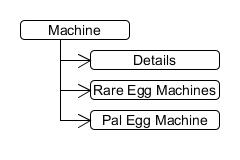 Machine
Details
Rare Egg Machines
Pal Egg Machine